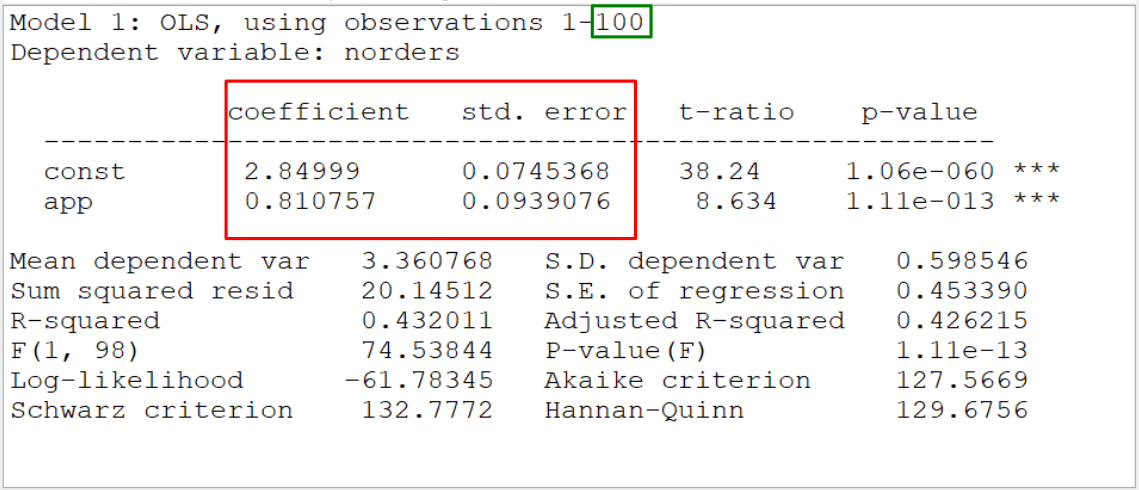 Model 1: OLS, using observations 1-100
Dependent variable: norders
coefficient std. error t-ratio p-value
---------------------------------------------------------
const 2.84999 0.0745368 38.24 1.06e-060 ***
app 0.810757 0.0939076 8.634 1.11e-013 ***
Mean dependent var 3.360768 S.D. dependent var 0.598546
Sum squared resid 20.14512 S.E. of regression 0.453390
R-squared 0.432011 Adjusted R-squared 0.426215
F(1, 98) 74.53844 P-value(F) 1.11e-13
Log-likelihood -61.78345 Akaike criterion 127.5669
Schwarz criterion 132.7772 Hannan-Quinn 129.6756